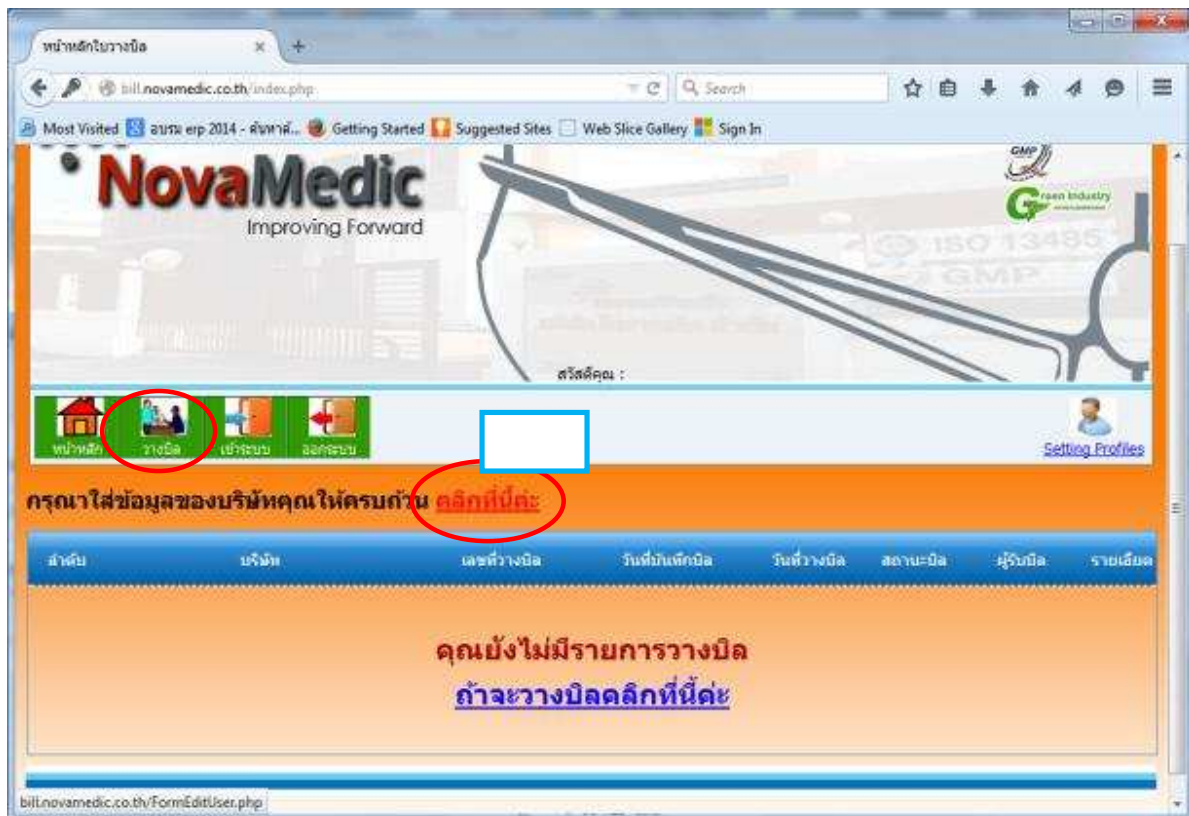 หน้าหลักใบวางบิล
bill.novamedic.co.th/index.php
Search
Most Visited อบรม erp 2014 - ค้นหาด้... Getting Started Suggested Sites Web Slice Gallery Sign In
NovaMedic
Improving Forward
GMP
Green Industry
ISO 13485
GMP
สวัสดีคุณ :
หน้าหลัก วางบิล เข้าระบบ ออกระบบ
Setting Profiles
กรุณาใส่ข้อมูลของบริษัทคุณให้ครบถ้วน คลิกที่นี่ค่ะ
ลำดับ บริษัท เลขที่วางบิล วันที่บันทึกบิล วันที่วางบิล สถานะบิล ผู้รับบิล รายเอียด
คุณยังไม่มีรายการวางบิล
ถ้าจะวางบิลคลิกที่นี่ค่ะ
bill.novamedic.co.th/FormEditUser.php